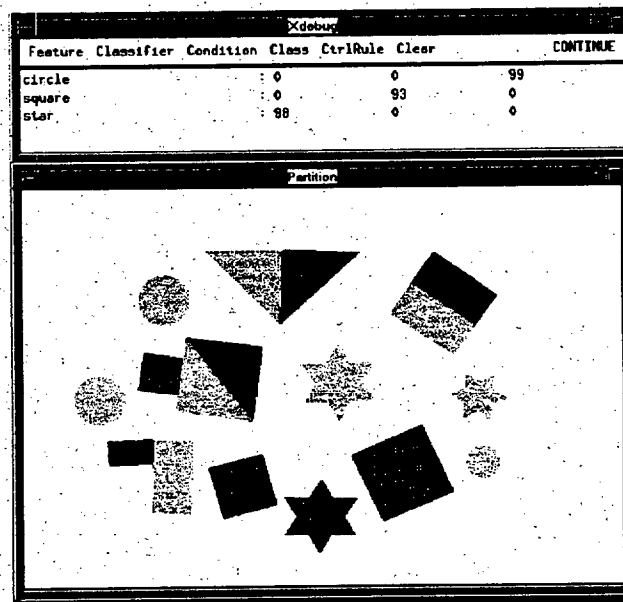 Xdebug
Feature Classifier Condition Class CtrlRule Clear CONTINUE
circle : 0 0 99
square : 0 93 0
star : 98 0 0
Partition